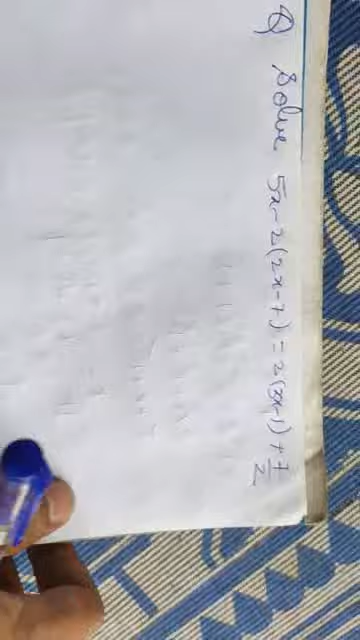 Q) Solve 5x - 2(2x-7) = 2(3x-1) + 7/2